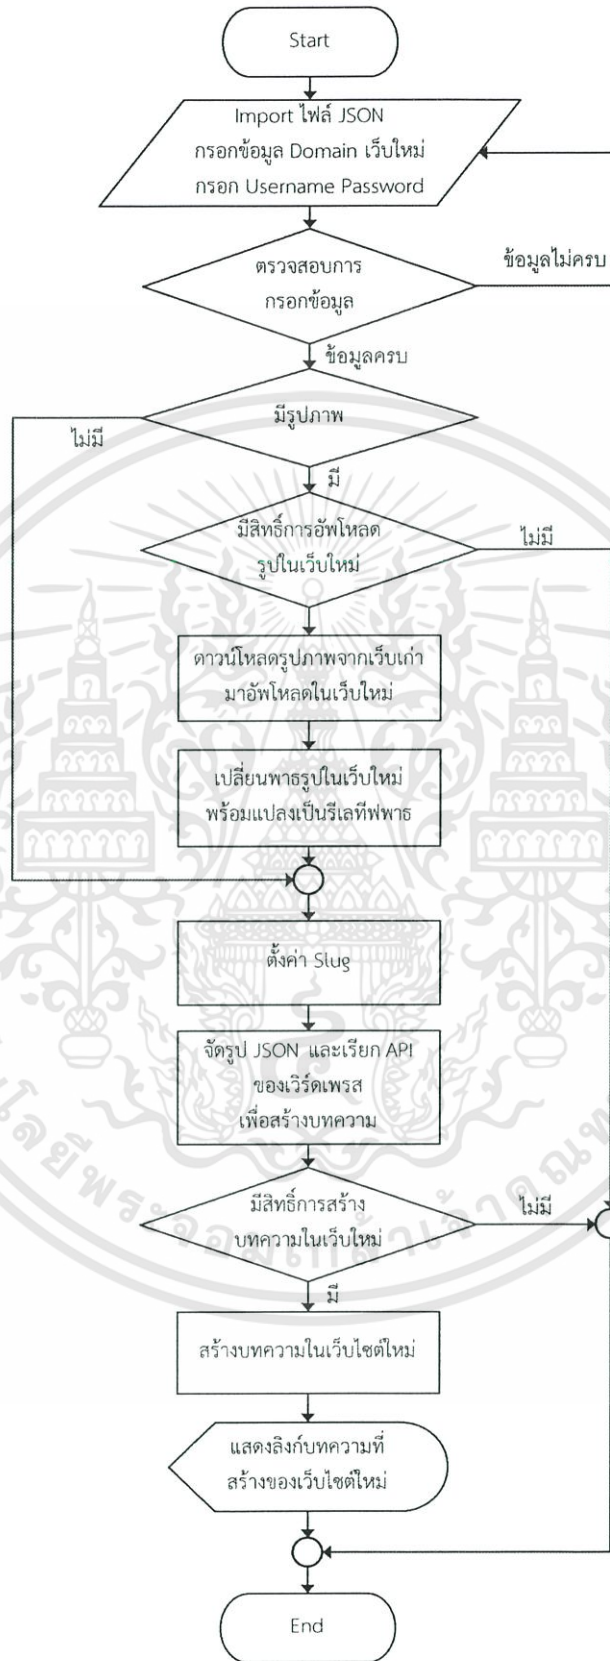 Start
Import ไฟล์ JSON
กรอกข้อมูล Domain เว็บใหม่
กรอก Username Password
ตรวจสอบการ
กรอกข้อมูล
ข้อมูลไม่ครบ
ข้อมูลครบ
มีรูปภาพ
ไม่มี
มี
มีสิทธิ์การอัพโหลด
รูปในเว็บใหม่
ไม่มี
ดาวน์โหลดรูปภาพจากเว็บเก่า
มาอัพโหลดในเว็บใหม่
เปลี่ยนพาธรูปในเว็บใหม่
พร้อมแปลงเป็นรีเลทีฟพาธ
ตั้งค่า Slug
จัดรูป JSON และเรียก API
ของเวิร์ดเพรส
เพื่อสร้างบทความ
มีสิทธิ์การสร้าง
บทความในเว็บใหม่
ไม่มี
มี
สร้างบทความในเว็บไซต์ใหม่
แสดงลิงก์บทความที่
สร้างของเว็บไซต์ใหม่
End